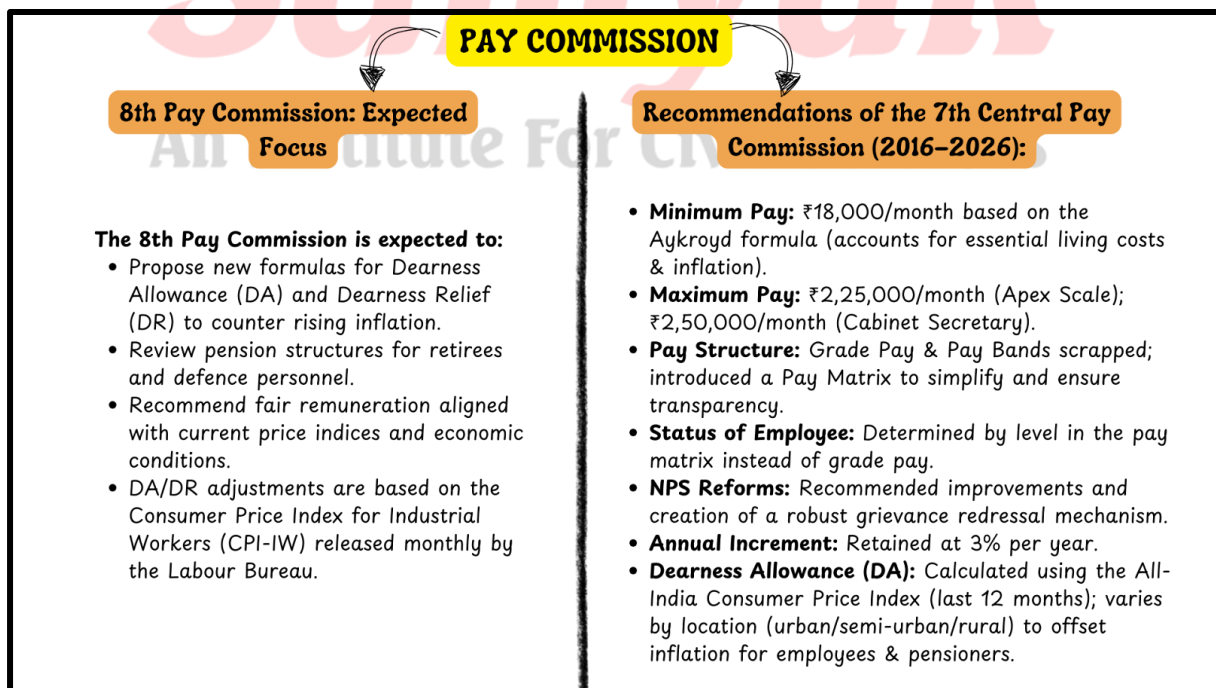 PAY COMMISSION
8th Pay Commission: Expected
Focus
The 8th Pay Commission is expected to:
• Propose new formulas for Dearness
Allowance (DA) and Dearness Relief
(DR) to counter rising inflation.
• Review pension structures for retirees
and defence personnel.
• Recommend fair remuneration aligned
with current price indices and economic
conditions.
• DA/DR adjustments are based on the
Consumer Price Index for Industrial
Workers (CPI-IW) released monthly by
the Labour Bureau.
Recommendations of the 7th Central Pay
Commission (2016–2026):
• Minimum Pay: ₹18,000/month based on the
Aykroyd formula (accounts for essential living costs
& inflation).
• Maximum Pay: ₹2,25,000/month (Apex Scale);
₹2,50,000/month (Cabinet Secretary).
• Pay Structure: Grade Pay & Pay Bands scrapped;
introduced a Pay Matrix to simplify and ensure
transparency.
• Status of Employee: Determined by level in the pay
matrix instead of grade pay.
• NPS Reforms: Recommended improvements and
creation of a robust grievance redressal mechanism.
• Annual Increment: Retained at 3% per year.
• Dearness Allowance (DA): Calculated using the All-
India Consumer Price Index (last 12 months); varies
by location (urban/semi-urban/rural) to offset
inflation for employees & pensioners.